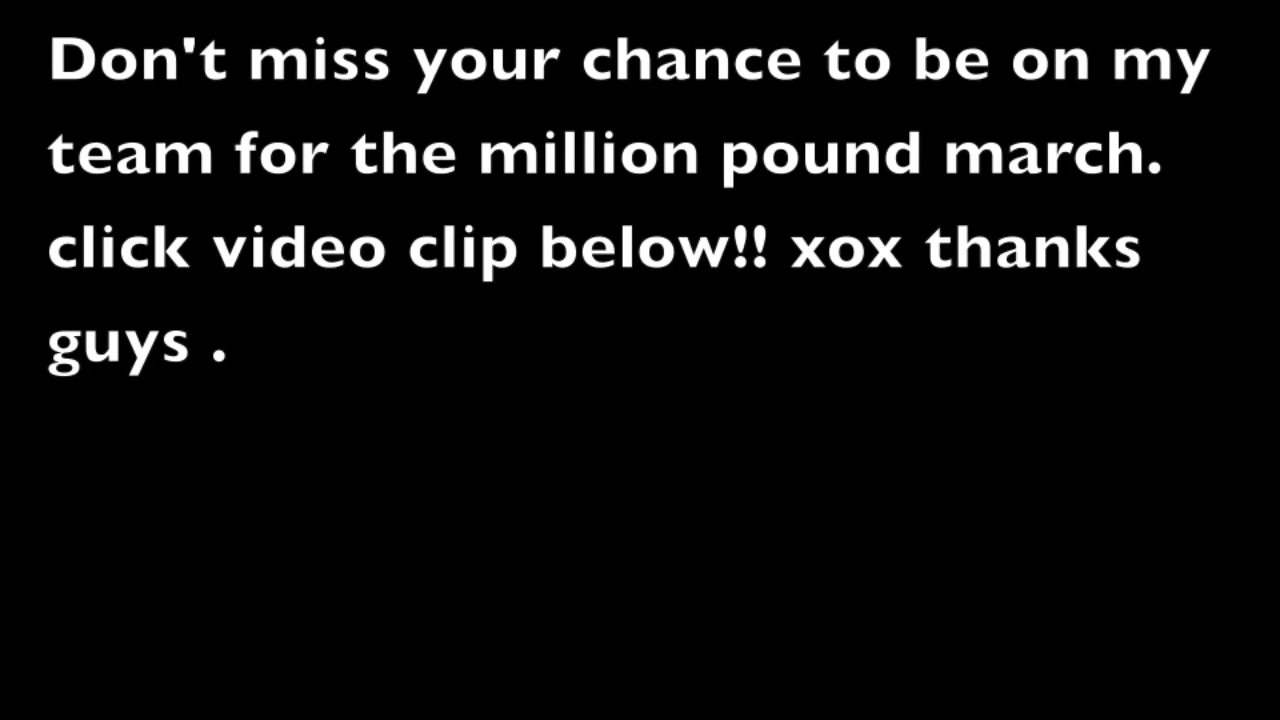 Don't miss your chance to be on my
team for the million pound march.
click video clip below!! xox thanks
guys .